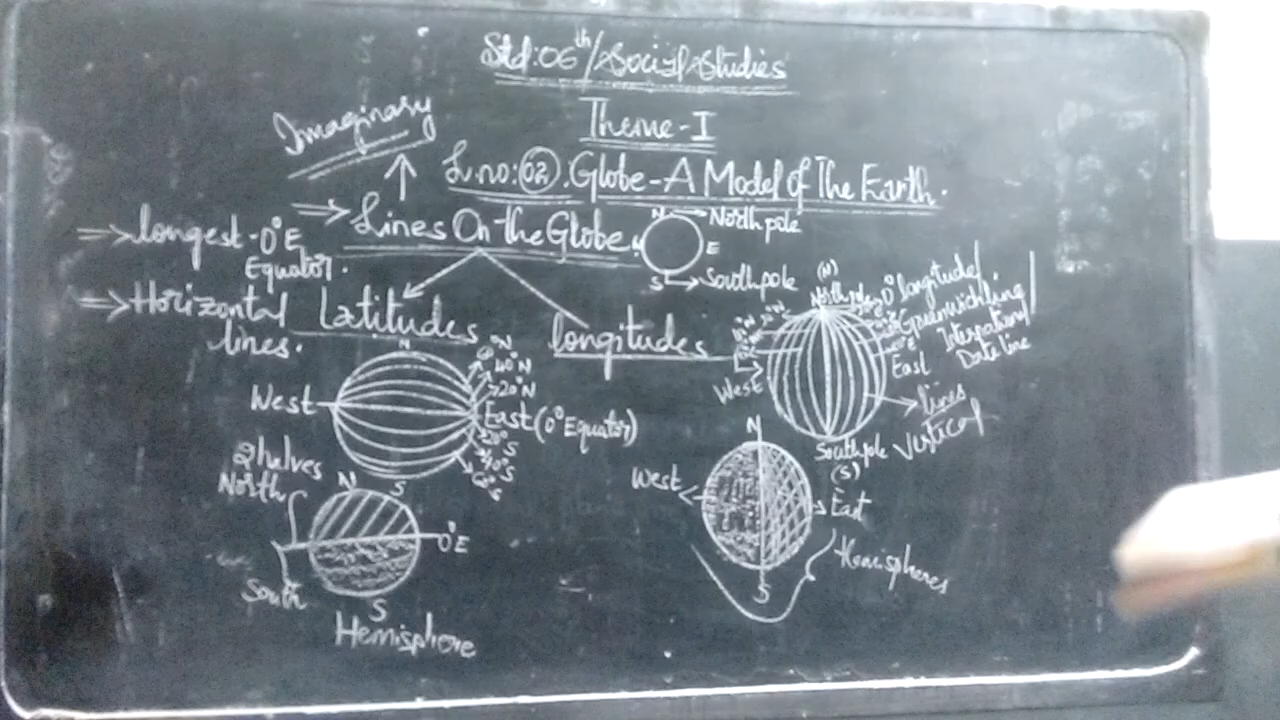 Std:06th/Social Studies
Theme-I
Imaginary
L.no:02.Globe-A Model of The Earth.
=> Lines On the Globe.
N → North pole
E
S → South pole
=> longest - 0° E
Equator.
=> Horizontal
lines.
Latitudes
longitudes
N
°N
40°N
20°N
West
East (0° Equator)
20°S
40°S
60°S
S
(N)
North pole
0° longitude
Greenwich line
International
Date line
West
East
lines
Vertical
South pole
(S)
2 halves
North
N
0° E
South
S
Hemisphere
N
West
East
S
Hemispheres